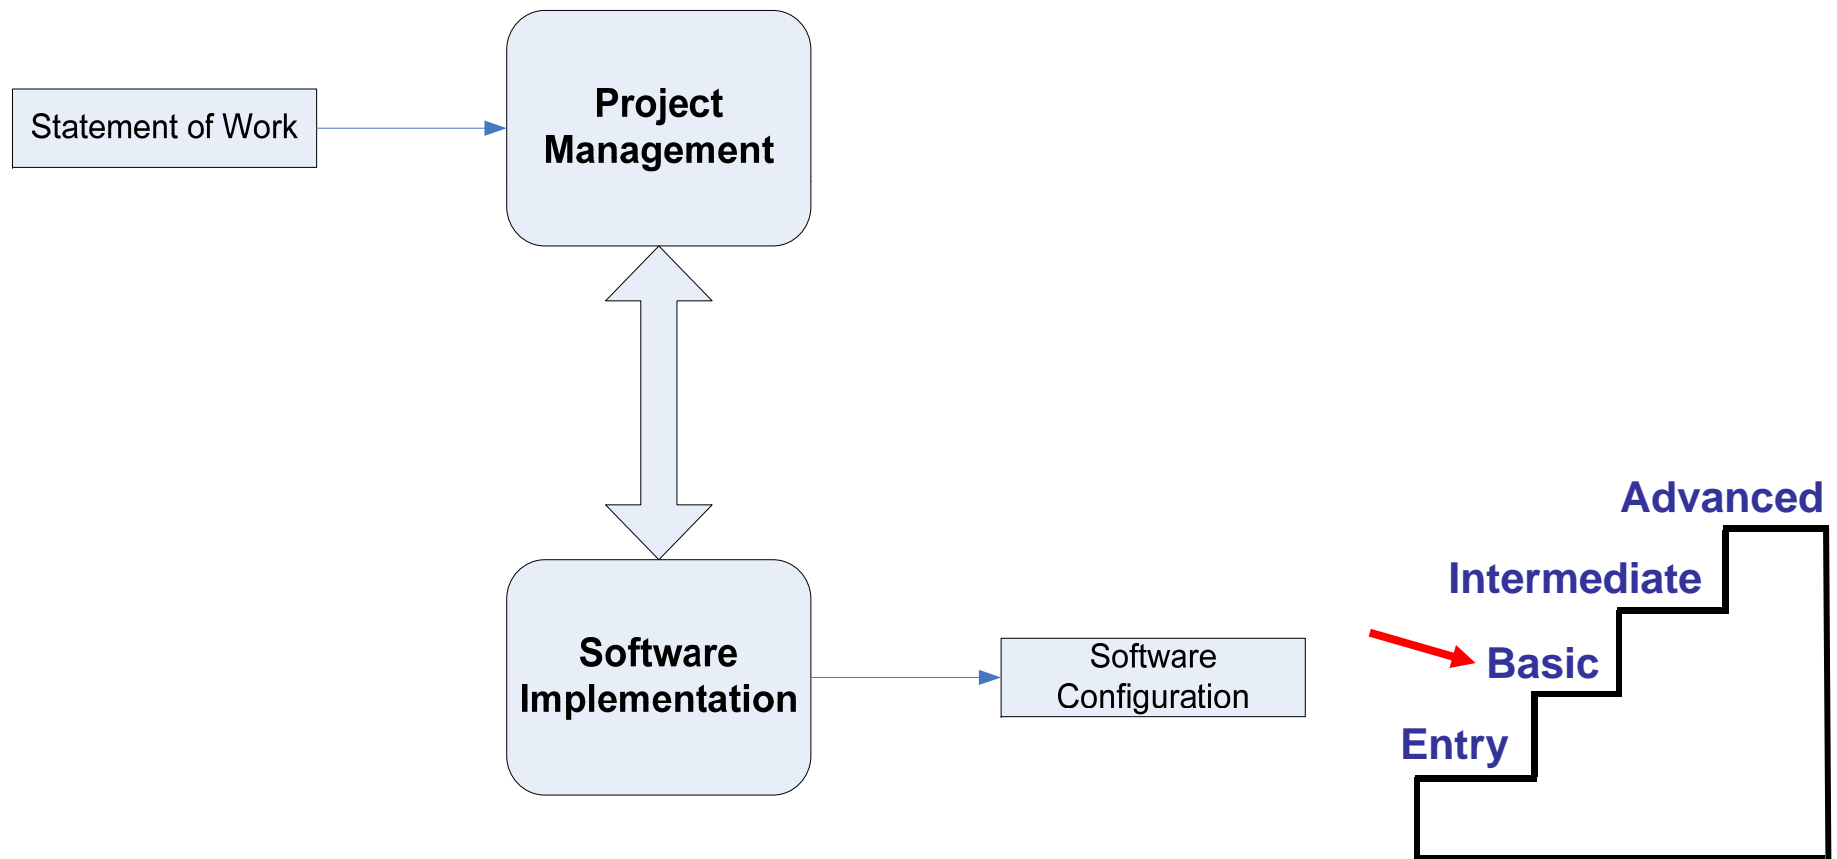 Project
Management
Statement of Work
Software
Implementation
Software
Configuration
Advanced
Intermediate
Basic
Entry